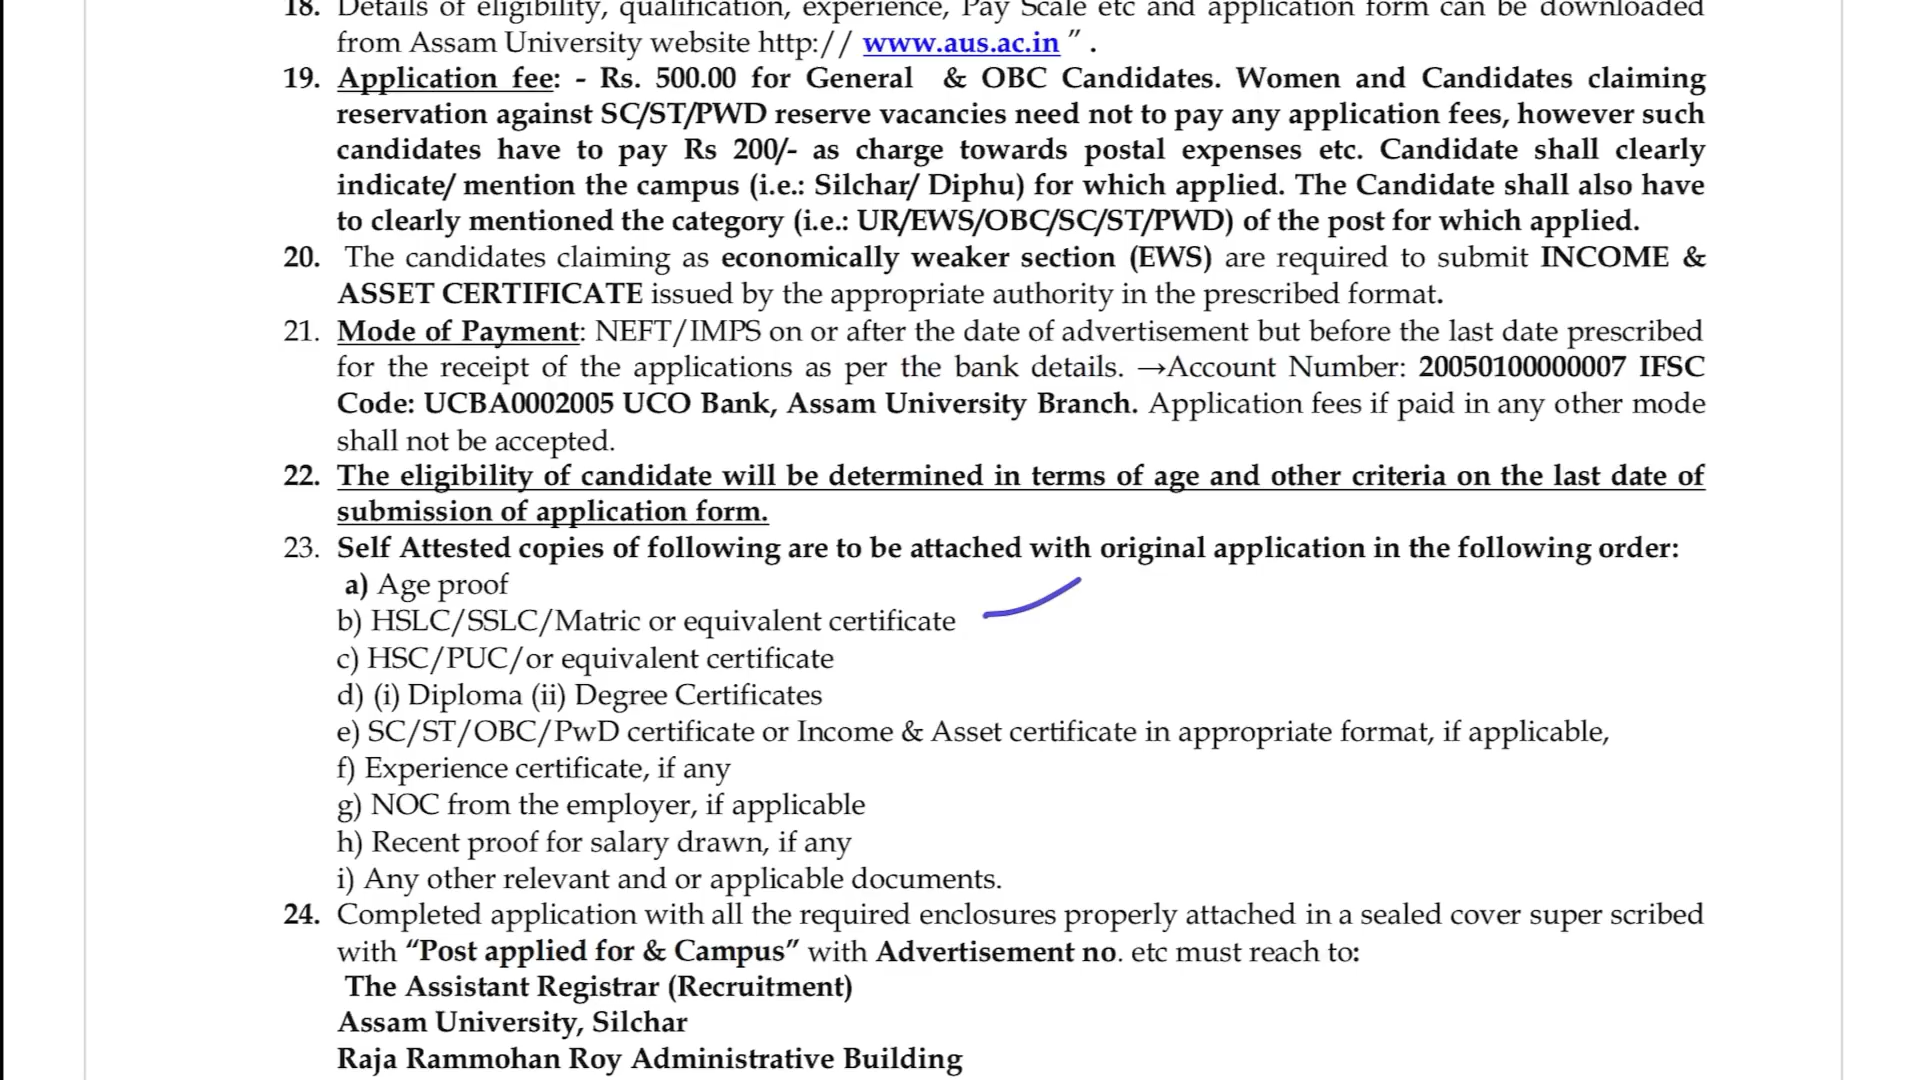 18. Details of eligibility, qualification, experience, Pay Scale etc and application form can be downloaded
from Assam University website http:// www.aus.ac.in ” .
19. Application fee: - Rs. 500.00 for General & OBC Candidates. Women and Candidates claiming
reservation against SC/ST/PWD reserve vacancies need not to pay any application fees, however such
candidates have to pay Rs 200/- as charge towards postal expenses etc. Candidate shall clearly
indicate/ mention the campus (i.e.: Silchar/ Diphu) for which applied. The Candidate shall also have
to clearly mentioned the category (i.e.: UR/EWS/OBC/SC/ST/PWD) of the post for which applied.
20. The candidates claiming as economically weaker section (EWS) are required to submit INCOME &
ASSET CERTIFICATE issued by the appropriate authority in the prescribed format.
21. Mode of Payment: NEFT/IMPS on or after the date of advertisement but before the last date prescribed
for the receipt of the applications as per the bank details. →Account Number: 20050100000007 IFSC
Code: UCBA0002005 UCO Bank, Assam University Branch. Application fees if paid in any other mode
shall not be accepted.
22. The eligibility of candidate will be determined in terms of age and other criteria on the last date of
submission of application form.
23. Self Attested copies of following are to be attached with original application in the following order:
a) Age proof
b) HSLC/SSLC/Matric or equivalent certificate
c) HSC/PUC/or equivalent certificate
d) (i) Diploma (ii) Degree Certificates
e) SC/ST/OBC/PwD certificate or Income & Asset certificate in appropriate format, if applicable,
f) Experience certificate, if any
g) NOC from the employer, if applicable
h) Recent proof for salary drawn, if any
i) Any other relevant and or applicable documents.
24. Completed application with all the required enclosures properly attached in a sealed cover super scribed
with “Post applied for & Campus” with Advertisement no. etc must reach to:
The Assistant Registrar (Recruitment)
Assam University, Silchar
Raja Rammohan Roy Administrative Building